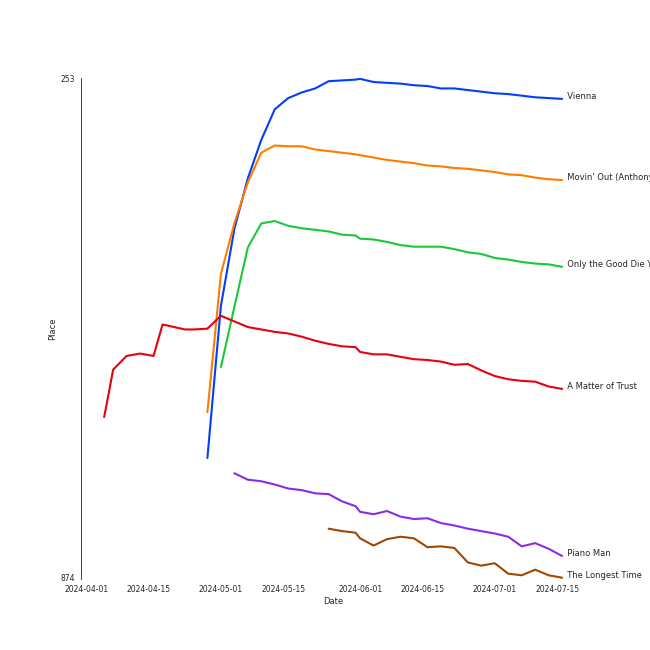 253
Vienna
Movin' Out (Anthony
Only the Good Die
Place
A Matter of Trust
Piano Man
The Longest Time
874
2024-04-01 2024-04-15 2024-05-01 2024-05-15 2024-06-01 2024-06-15 2024-07-01 2024-07-15
Date